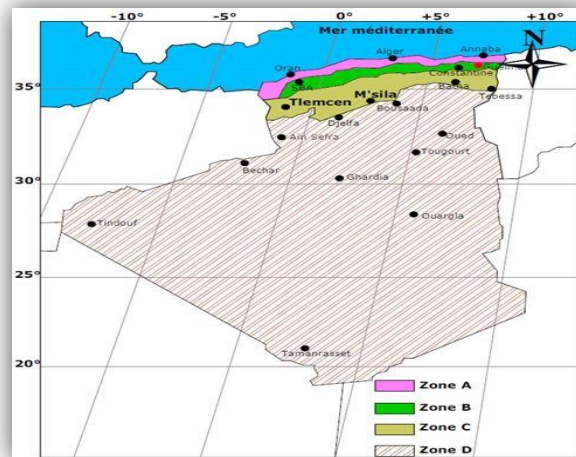 -10° -5° 0° +5° +10°
Mer méditerranée
N
Alger
Annaba
Oran
Constantine
35°
SBA
Batna
M'sila
Tebessa
Tlemcen
Bousaada
Djelfa
Ain Sefra
Oued
Tougourt
Bechar
30°
Ghardia
Ouargla
Tindouf
25°
Tamanrasset
20°
Zone A
Zone B
Zone C
Zone D